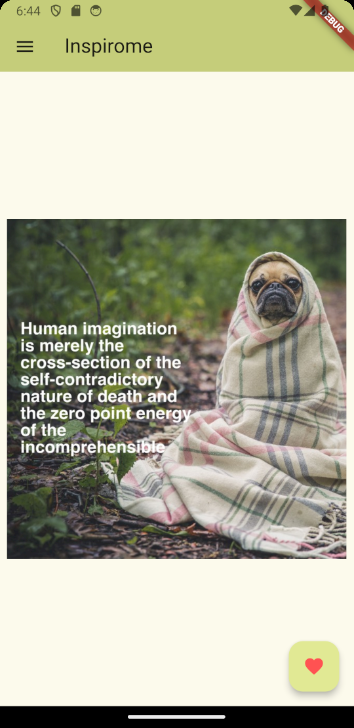 6:44
DEBUG
Inspirome
Human imagination
is merely the
cross-section of the
self-contradictory
nature of death and
the zero point energy
of the
incomprehensible